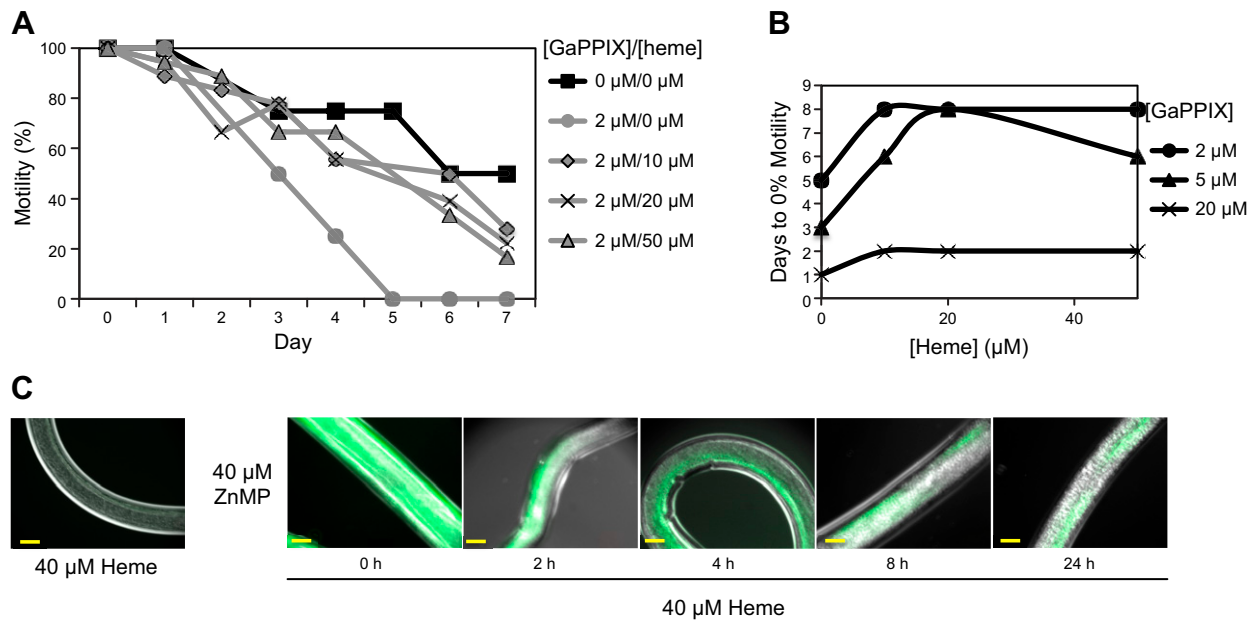 A
100
80
60
40
20
0
Motility (%)
0 1 2 3 4 5 6 7
Day
[GaPPIX]/[heme]
0 µM/0 µM
2 µM/0 µM
2 µM/10 µM
2 µM/20 µM
2 µM/50 µM
B
9
8
7
6
5
4
3
2
1
0
Days to 0% Motility
0 20 40
[Heme] (µM)
[GaPPIX]
2 µM
5 µM
20 µM
C
40 µM Heme
40 µM
ZnMP
0 h 2 h 4 h 8 h 24 h
40 µM Heme